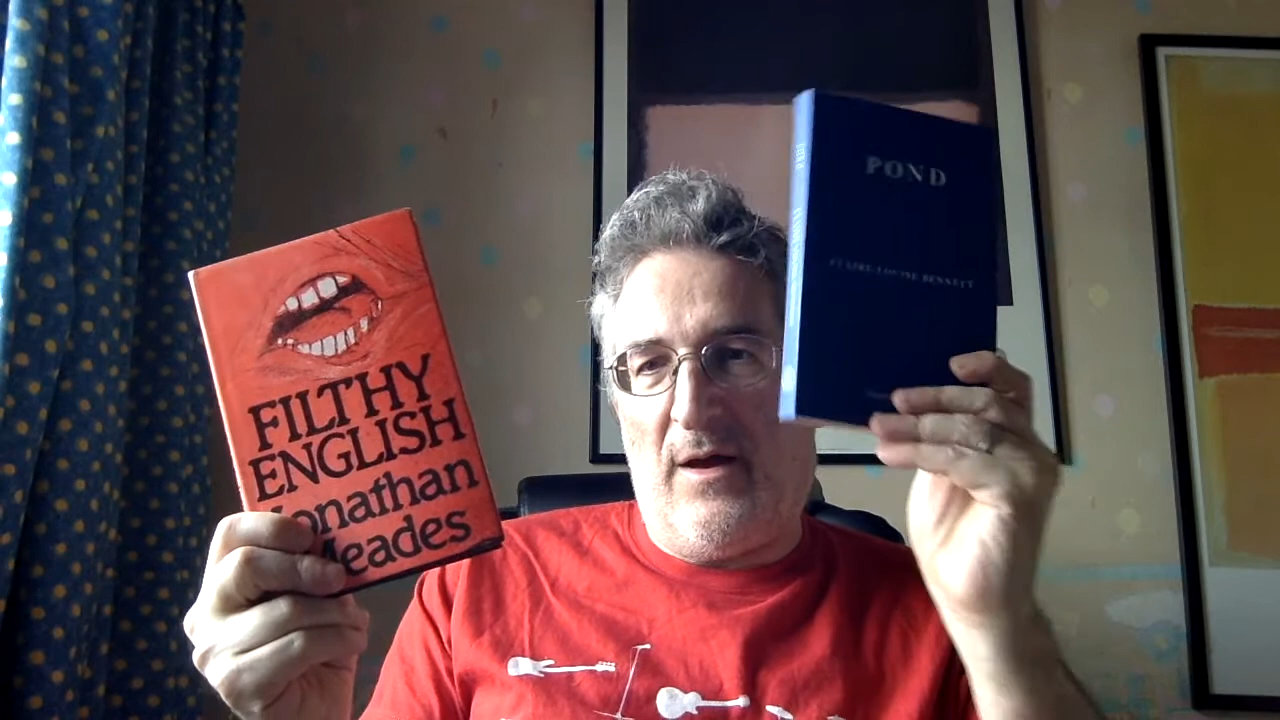 FILTHY
ENGLISH
Jonathan
Meades
POND
CLAIRE-LOUISE BENNETT